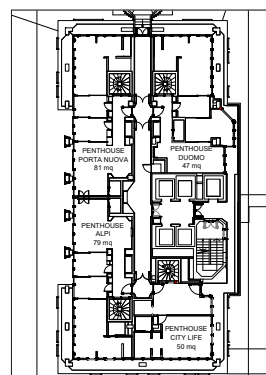 PENTHOUSE
PORTA NUOVA
81 mq
PENTHOUSE
DUOMO
47 mq
PENTHOUSE
ALPI
79 mq
PENTHOUSE
CITY LIFE
50 mq